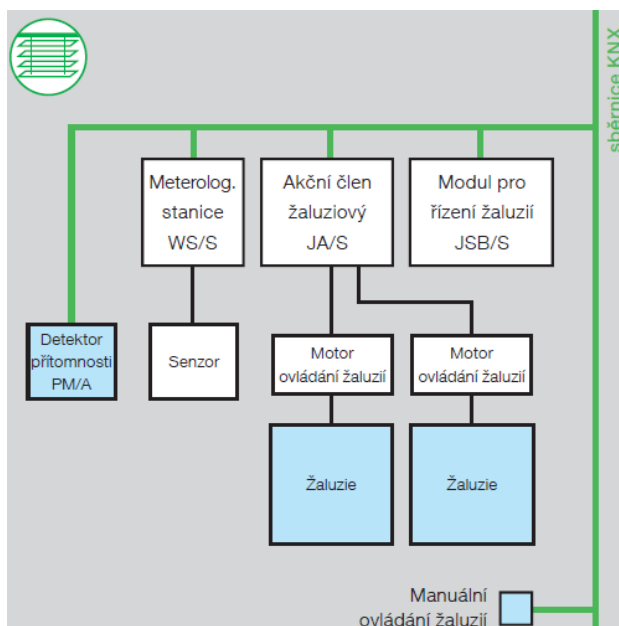 sběrnice KNX
Meterolog.
stanice
WS/S
Akční člen
žaluziový
JA/S
Modul pro
řízení žaluzií
JSB/S
Detektor
přítomnosti
PM/A
Senzor
Motor
ovládání žaluzií
Motor
ovládání žaluzií
Žaluzie
Žaluzie
Manuální
ovládání žaluzií